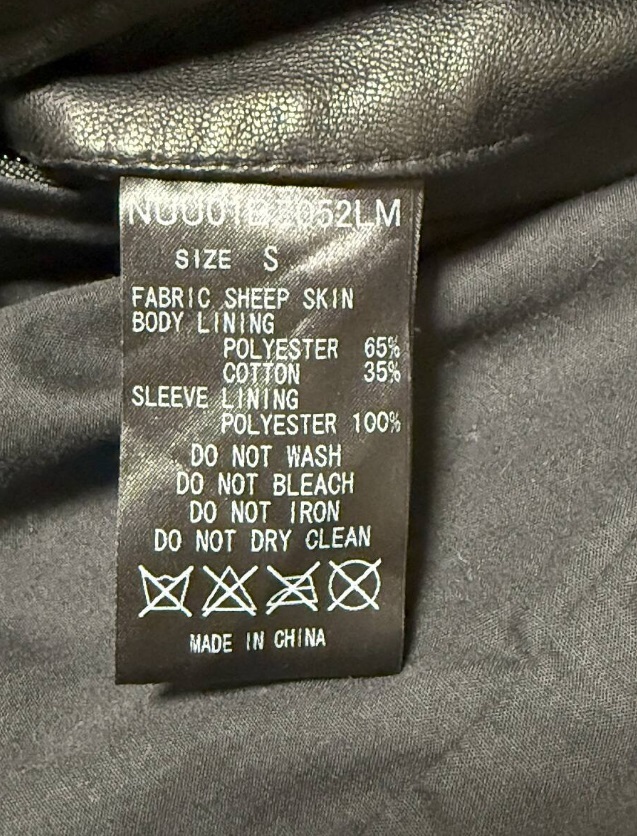 SIZE S
FABRIC SHEEP SKIN
BODY LINING
POLYESTER 65%
COTTON 35%
SLEEVE LINING
POLYESTER 100%
DO NOT WASH
DO NOT BLEACH
DO NOT IRON
DO NOT DRY CLEAN
MADE IN CHINA